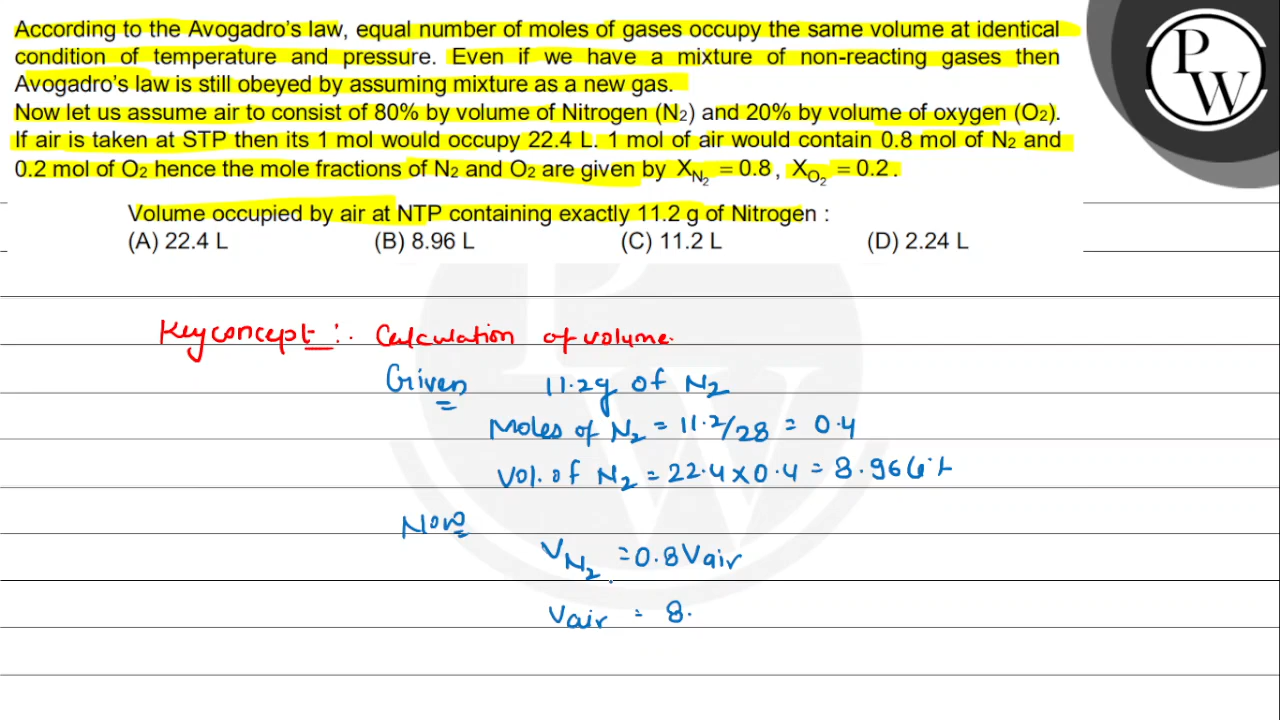 According to the Avogadro's law, equal number of moles of gases occupy the same volume at identical
condition of temperature and pressure. Even if we have a mixture of non-reacting gases then
Avogadro's law is still obeyed by assuming mixture as a new gas.
Now let us assume air to consist of 80% by volume of Nitrogen (N₂) and 20% by volume of oxygen (O₂).
If air is taken at STP then its 1 mol would occupy 22.4 L. 1 mol of air would contain 0.8 mol of N₂ and
0.2 mol of O₂ hence the mole fractions of N₂ and O₂ are given by X_N₂ = 0.8, X_O₂ = 0.2.
Volume occupied by air at NTP containing exactly 11.2 g of Nitrogen :
(A) 22.4 L (B) 8.96 L (C) 11.2 L (D) 2.24 L
PW
Key concept :. Calculation of volume.
Given 11.2g of N₂
Moles of N₂ = 11.2/28 = 0.4
Vol. of N₂ = 22.4 × 0.4 = 8.96
Now
V_N₂ = 0.8 Vair
Vair = 8.